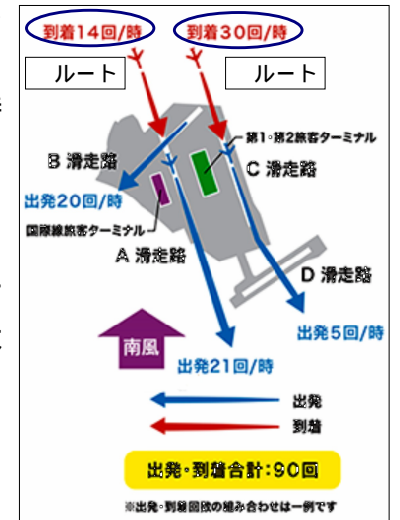 到着14回/時
到着30回/時
ルート
ルート
第1・第2旅客ターミナル
B 滑走路
C 滑走路
出発20回/時
国際線旅客ターミナル
A 滑走路
D 滑走路
出発5回/時
南風
出発21回/時
出発
到着
出発・到着合計:90回
※出発・到着回数の組み合わせは一例です